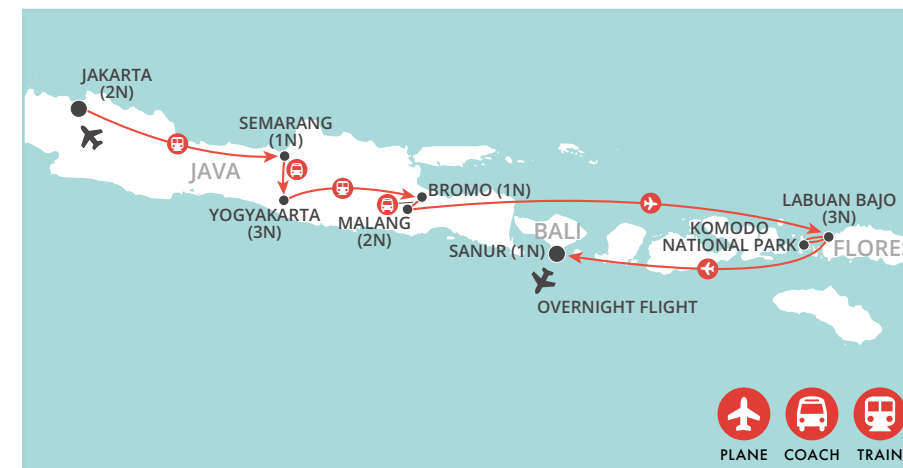 JAKARTA
(2N)
SEMARANG
(1N)
JAVA
YOGYAKARTA
(3N)
MALANG
(2N)
BROMO (1N)
BALI
SANUR (1N)
OVERNIGHT FLIGHT
KOMODO
NATIONAL PARK
LABUAN BAJO
(3N)
FLORE
PLANE COACH TRAIN